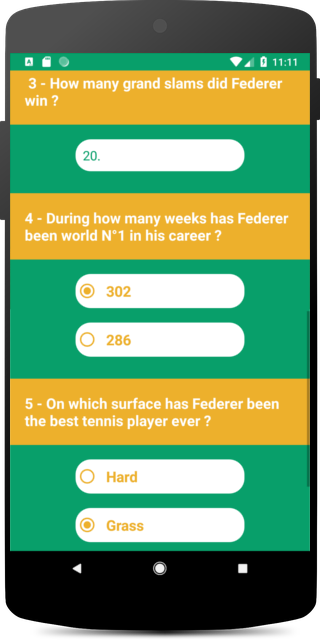 11:11
3 - How many grand slams did Federer
win ?
20.
4 - During how many weeks has Federer
been world N°1 in his career ?
302
286
5 - On which surface has Federer been
the best tennis player ever ?
Hard
Grass